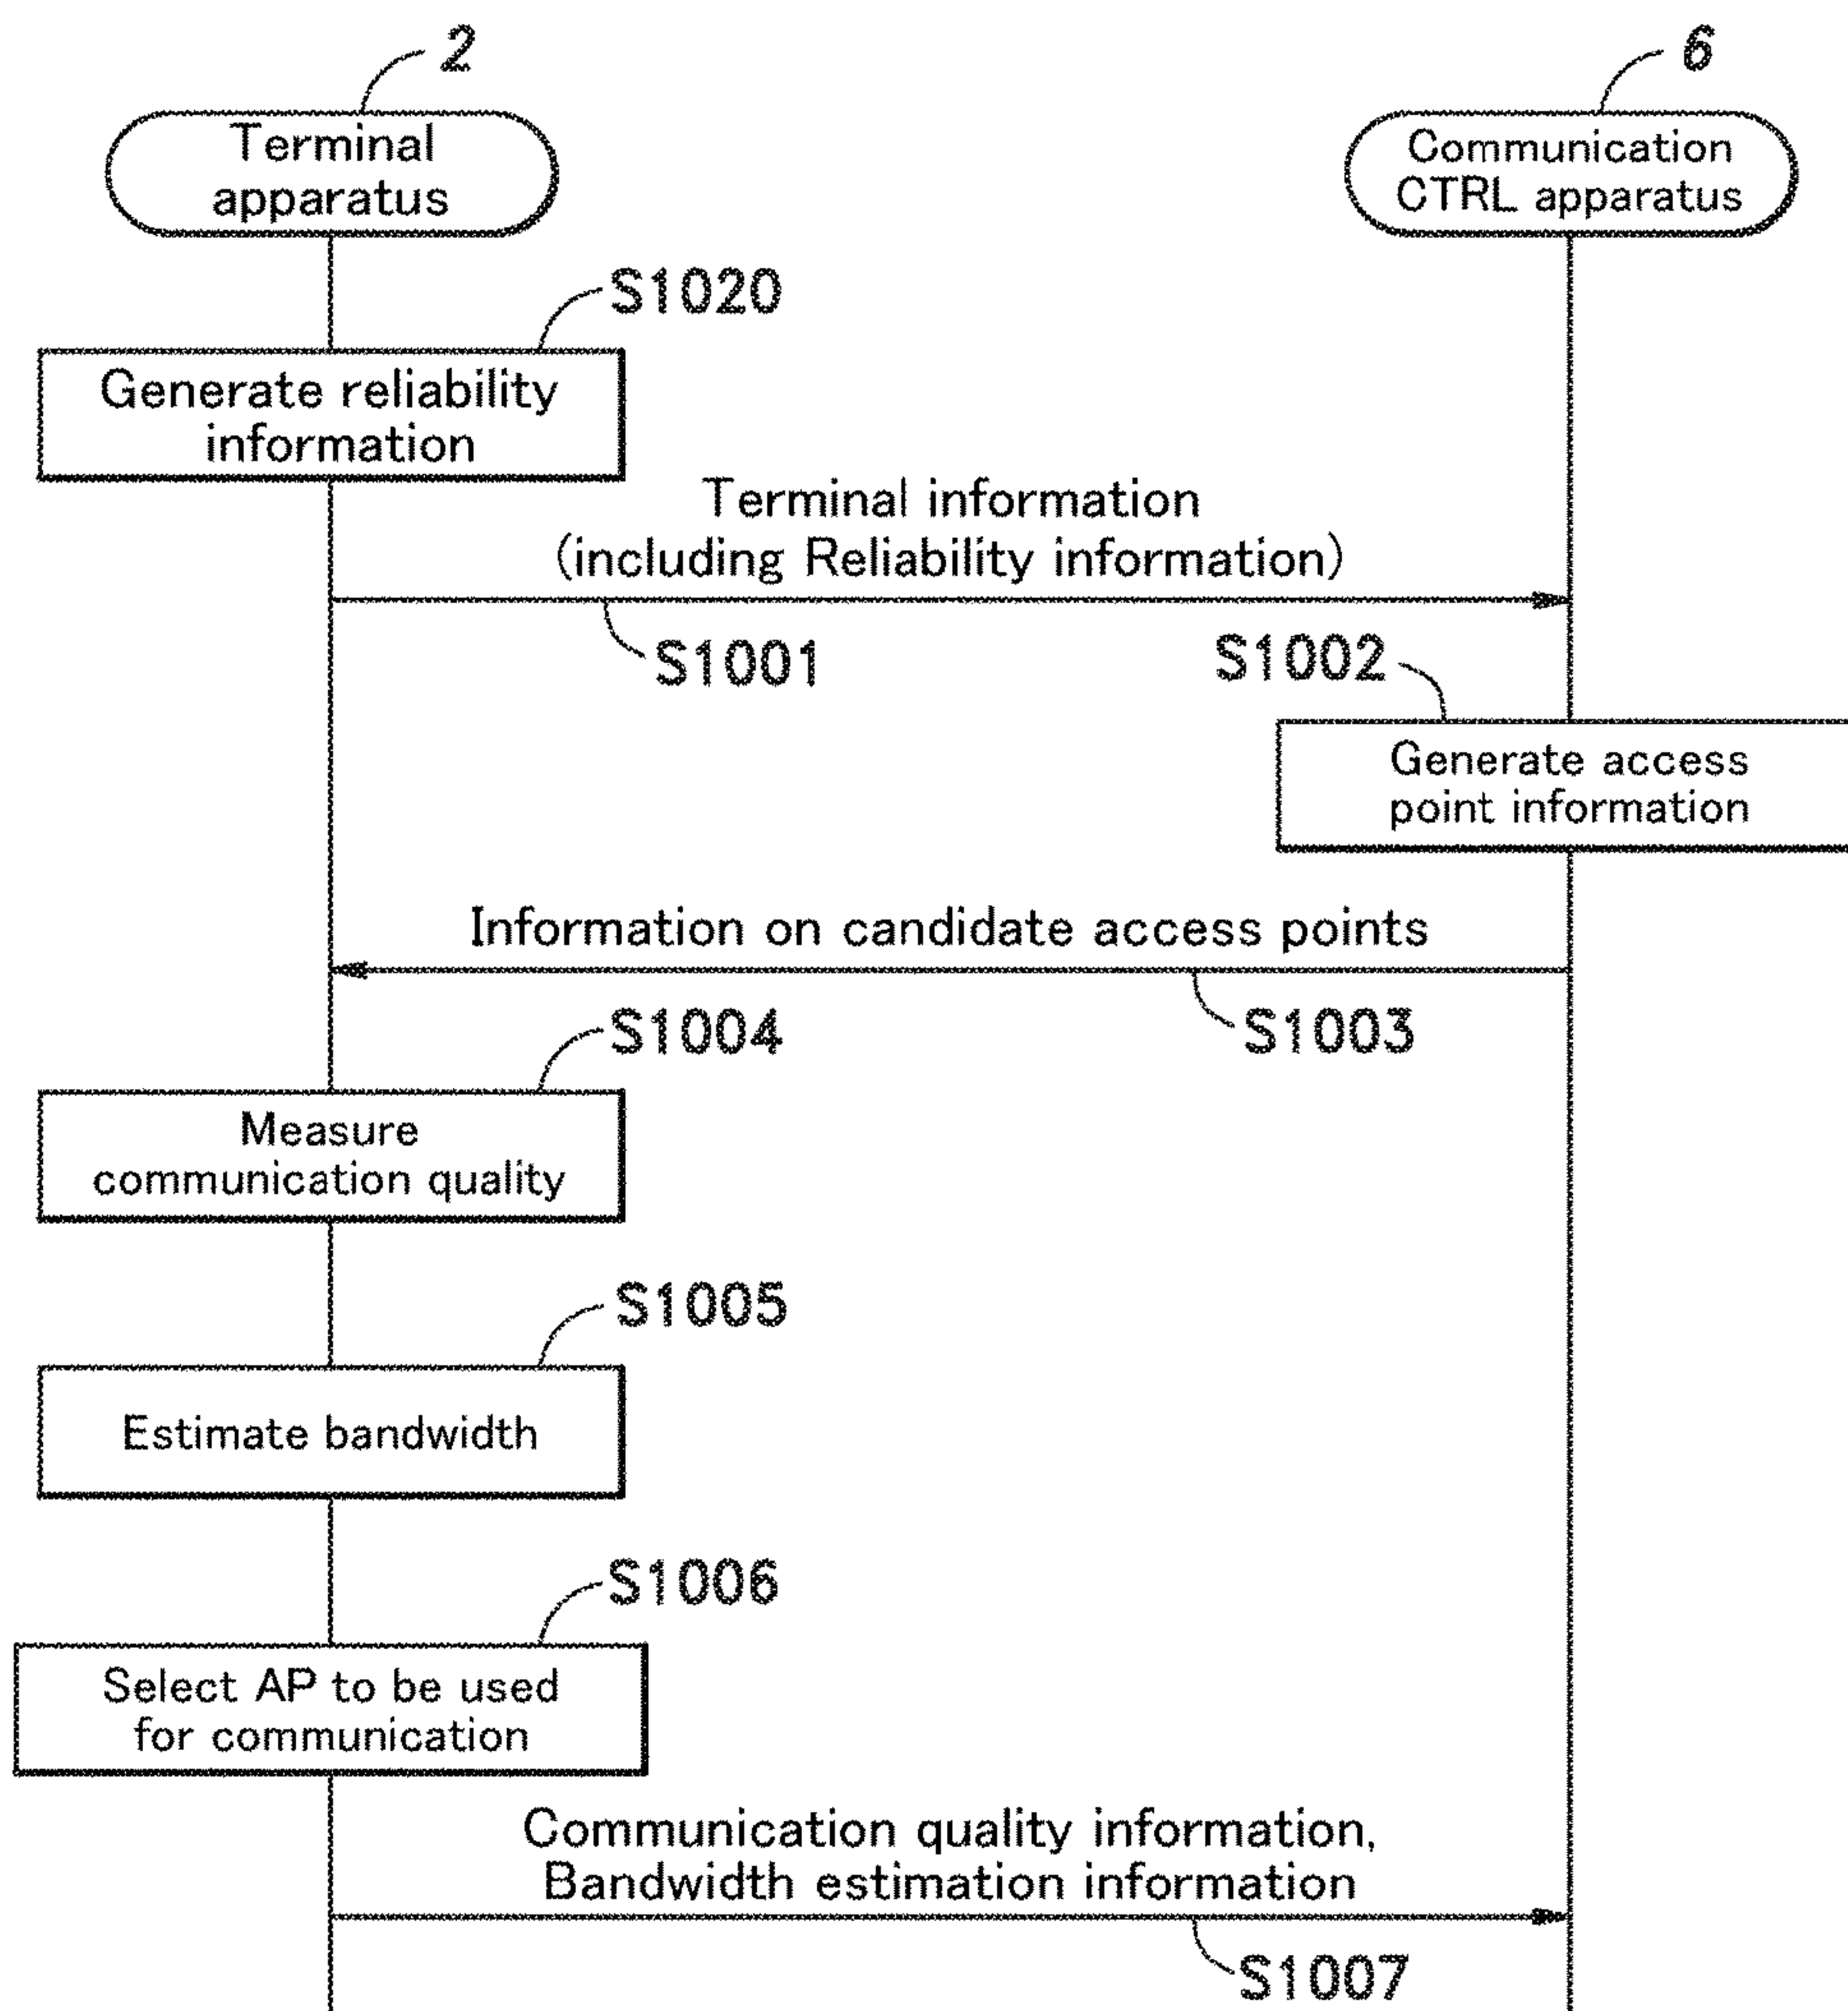 2
6
Terminal
apparatus
Communication
CTRL apparatus
S1020
Generate reliability
information
Terminal information
(including Reliability information)
S1001
S1002
Generate access
point information
Information on candidate access points
S1003
S1004
Measure
communication quality
S1005
Estimate bandwidth
S1006
Select AP to be used
for communication
Communication quality information,
Bandwidth estimation information
S1007